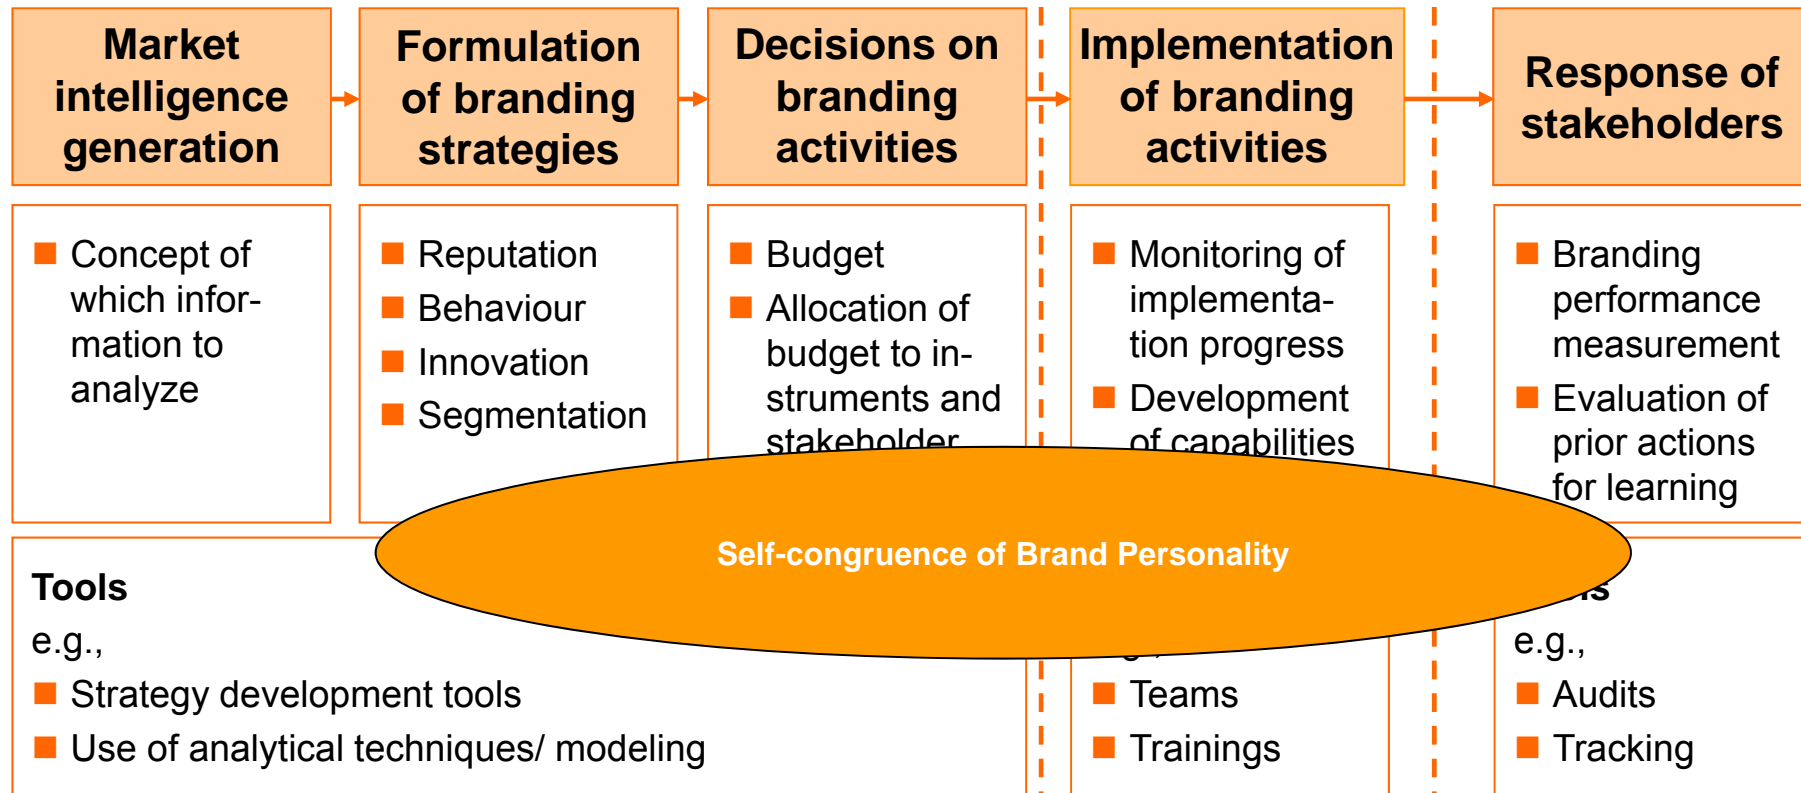 Market
intelligence
generation
Formulation
of branding
strategies
Decisions on
branding
activities
Implementation
of branding
activities
Response of
stakeholders
Concept of
which infor-
mation to
analyze
Reputation
Behaviour
Innovation
Segmentation
Budget
Allocation of
budget to in-
struments and
stakeholder
Monitoring of
implementa-
tion progress
Development
of capabilities
Branding
performance
measurement
Evaluation of
prior actions
for learning
Self-congruence of Brand Personality
Tools
e.g.,
Strategy development tools
Use of analytical techniques/ modeling
Teams
Trainings
e.g.,
Audits
Tracking